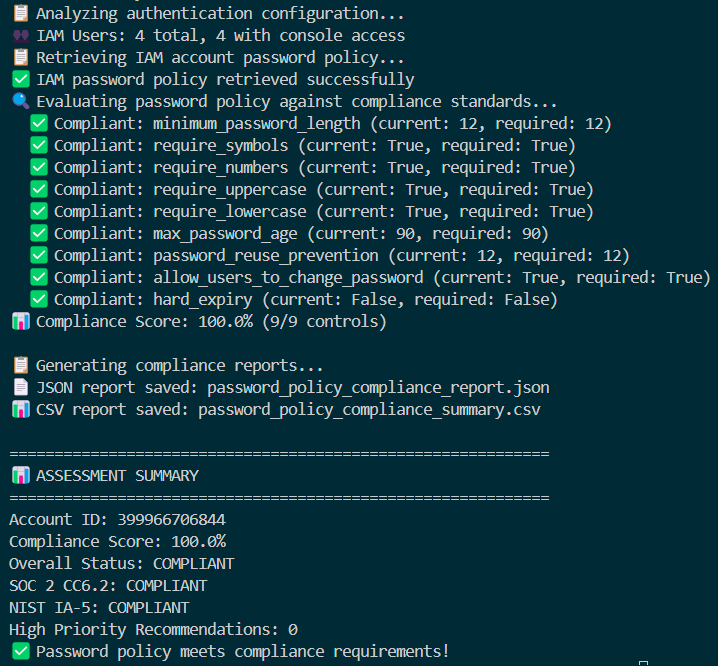 📋 Analyzing authentication configuration...
👥 IAM Users: 4 total, 4 with console access
📋 Retrieving IAM account password policy...
✅ IAM password policy retrieved successfully
🔍 Evaluating password policy against compliance standards...
✅ Compliant: minimum_password_length (current: 12, required: 12)
✅ Compliant: require_symbols (current: True, required: True)
✅ Compliant: require_numbers (current: True, required: True)
✅ Compliant: require_uppercase (current: True, required: True)
✅ Compliant: require_lowercase (current: True, required: True)
✅ Compliant: max_password_age (current: 90, required: 90)
✅ Compliant: password_reuse_prevention (current: 12, required: 12)
✅ Compliant: allow_users_to_change_password (current: True, required: True)
✅ Compliant: hard_expiry (current: False, required: False)
📊 Compliance Score: 100.0% (9/9 controls)
📋 Generating compliance reports...
📄 JSON report saved: password_policy_compliance_report.json
📊 CSV report saved: password_policy_compliance_summary.csv
============================================================
📊 ASSESSMENT SUMMARY
============================================================
Account ID: 399966706844
Compliance Score: 100.0%
Overall Status: COMPLIANT
SOC 2 CC6.2: COMPLIANT
NIST IA-5: COMPLIANT
High Priority Recommendations: 0
✅ Password policy meets compliance requirements!